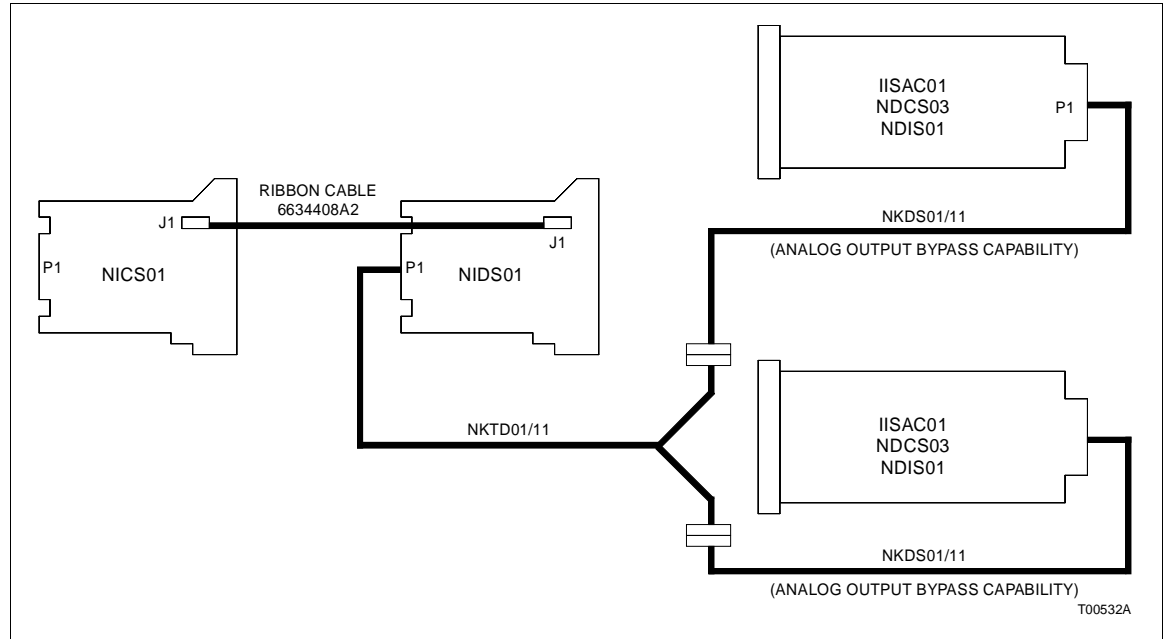 IISAC01
NDCS03
NDIS01
P1
RIBBON CABLE
6634408A2
J1
J1
NKDS01/11
(ANALOG OUTPUT BYPASS CAPABILITY)
P1
NICS01
P1
NIDS01
NKTD01/11
IISAC01
NDCS03
NDIS01
NKDS01/11
(ANALOG OUTPUT BYPASS CAPABILITY)
T00532A